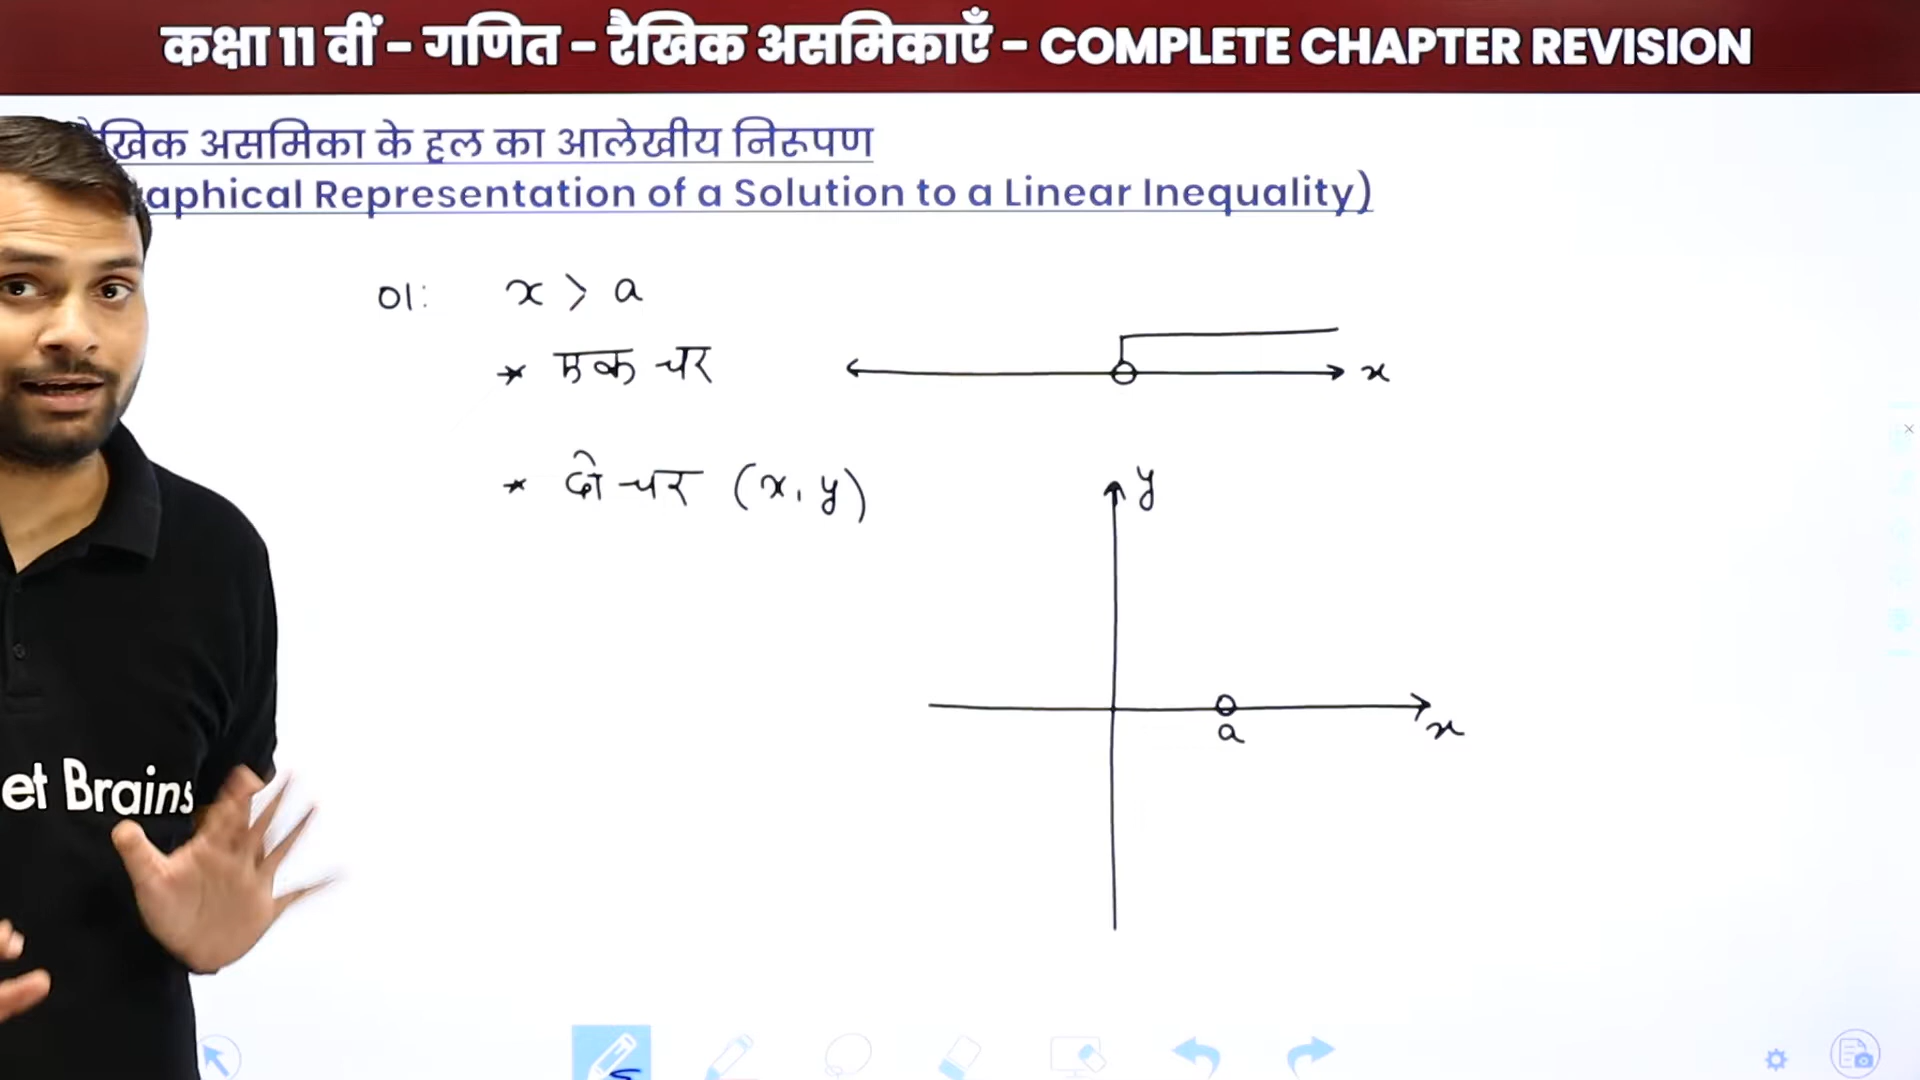 कक्षा 11 वीं – गणित – रैखिक असमिकाएँ – COMPLETE CHAPTER REVISION
खिक असमिका के हल का आलेखीय निरूपण
aphical Representation of a Solution to a Linear Inequality)
01: x > a
* एक चर
x
* दो चर (x, y)
y
a
x
et Brains